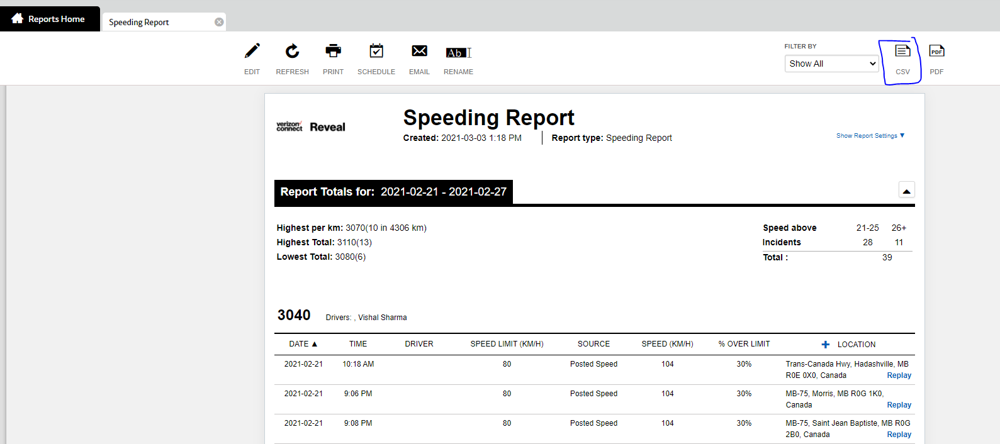 Reports Home
Speeding Report
EDIT REFRESH PRINT SCHEDULE EMAIL Ab RENAME
FILTER BY
Show All
CSV PDF PDF
verizon connect Reveal
Speeding Report
Created: 2021-03-03 1:18 PM Report type: Speeding Report
Show Report Settings ▼
Report Totals for: 2021-02-21 - 2021-02-27
Highest per km: 3070(10 in 4306 km)
Highest Total: 3110(13)
Lowest Total: 3080(6)
Speed above 21-25 26+
Incidents 28 11
Total : 39
3040 Drivers: , Vishal Sharma
DATE ▲ TIME DRIVER SPEED LIMIT (KM/H) SOURCE SPEED (KM/H) % OVER LIMIT + LOCATION
2021-02-21 10:18 AM 80 Posted Speed 104 30% Trans-Canada Hwy, Hadashville, MB
R0E 0X0, Canada Replay
2021-02-21 9:06 PM 80 Posted Speed 104 30% MB-75, Morris, MB R0G 1K0,
Canada Replay
2021-02-21 9:08 PM 80 Posted Speed 104 30% MB-75, Saint Jean Baptiste, MB R0G
2B0, Canada Replay